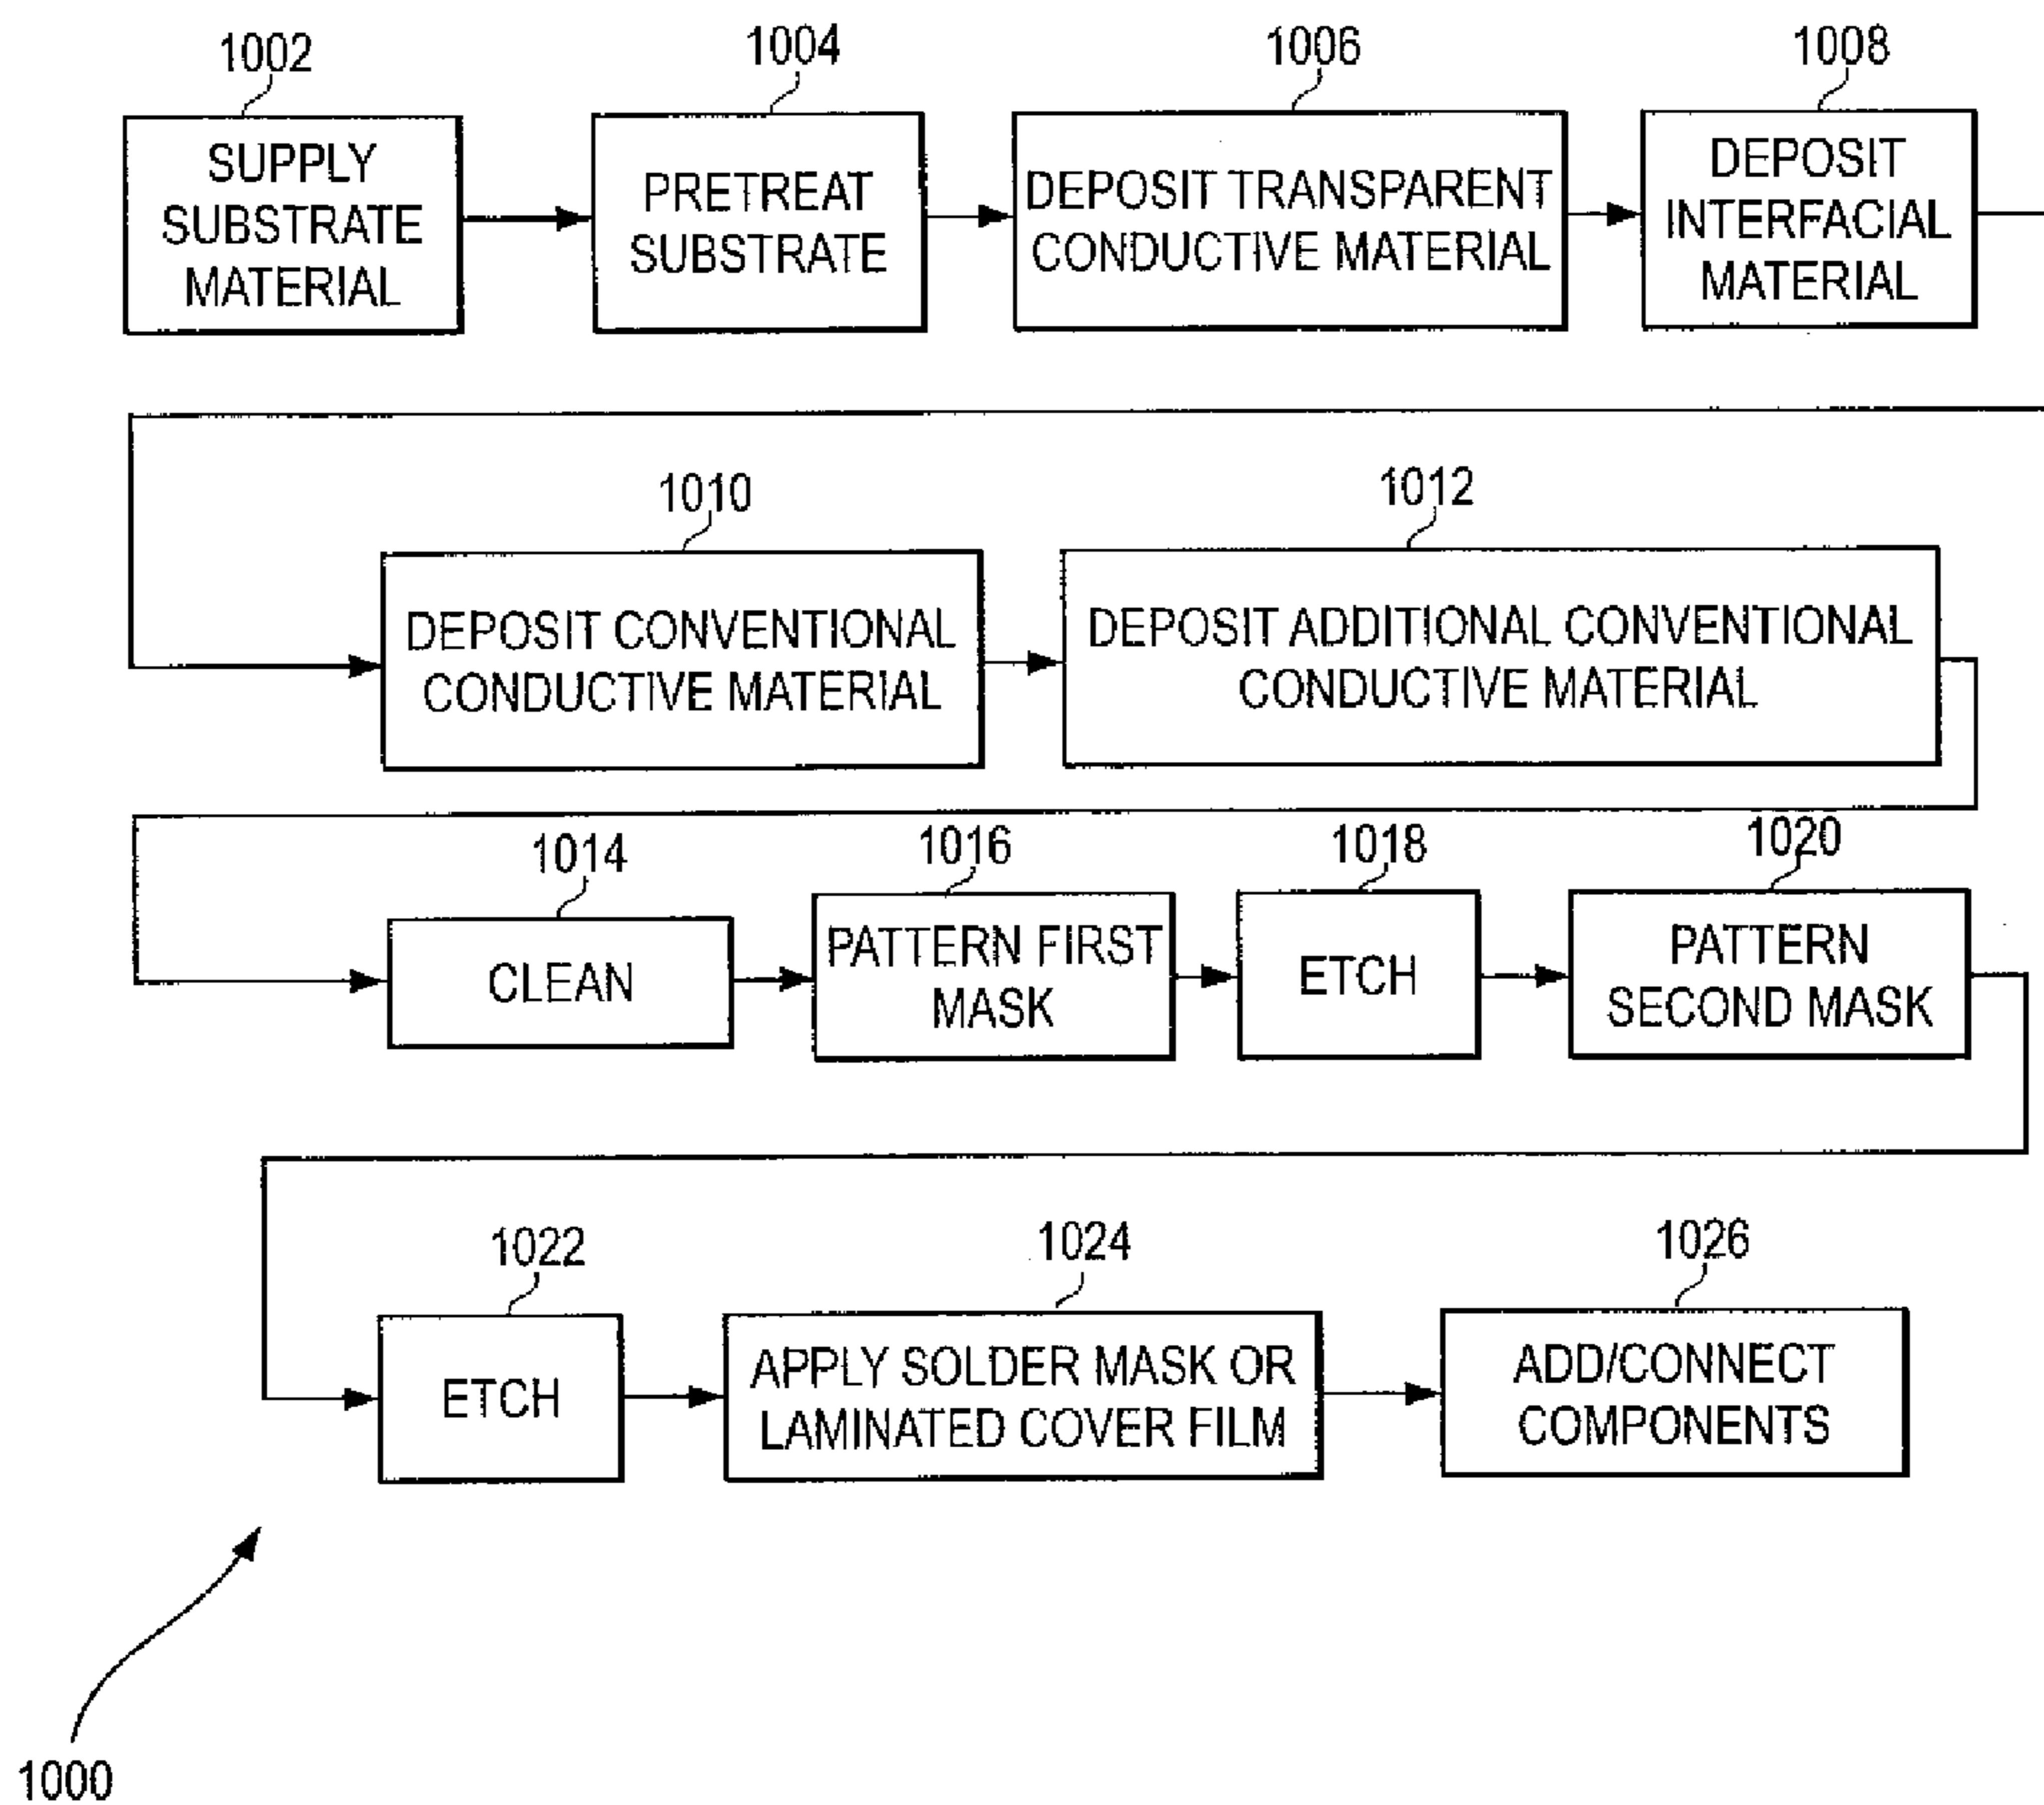 1002
1004
1006
1008
SUPPLY
SUBSTRATE
MATERIAL
PRETREAT
SUBSTRATE
DEPOSIT TRANSPARENT
CONDUCTIVE MATERIAL
DEPOSIT
INTERFACIAL
MATERIAL
1010
1012
DEPOSIT CONVENTIONAL
CONDUCTIVE MATERIAL
DEPOSIT ADDITIONAL CONVENTIONAL
CONDUCTIVE MATERIAL
1014
1016
1018
1020
CLEAN
PATTERN FIRST
MASK
ETCH
PATTERN
SECOND MASK
1022
1024
1026
ETCH
APPLY SOLDER MASK OR
LAMINATED COVER FILM
ADD/CONNECT
COMPONENTS
1000